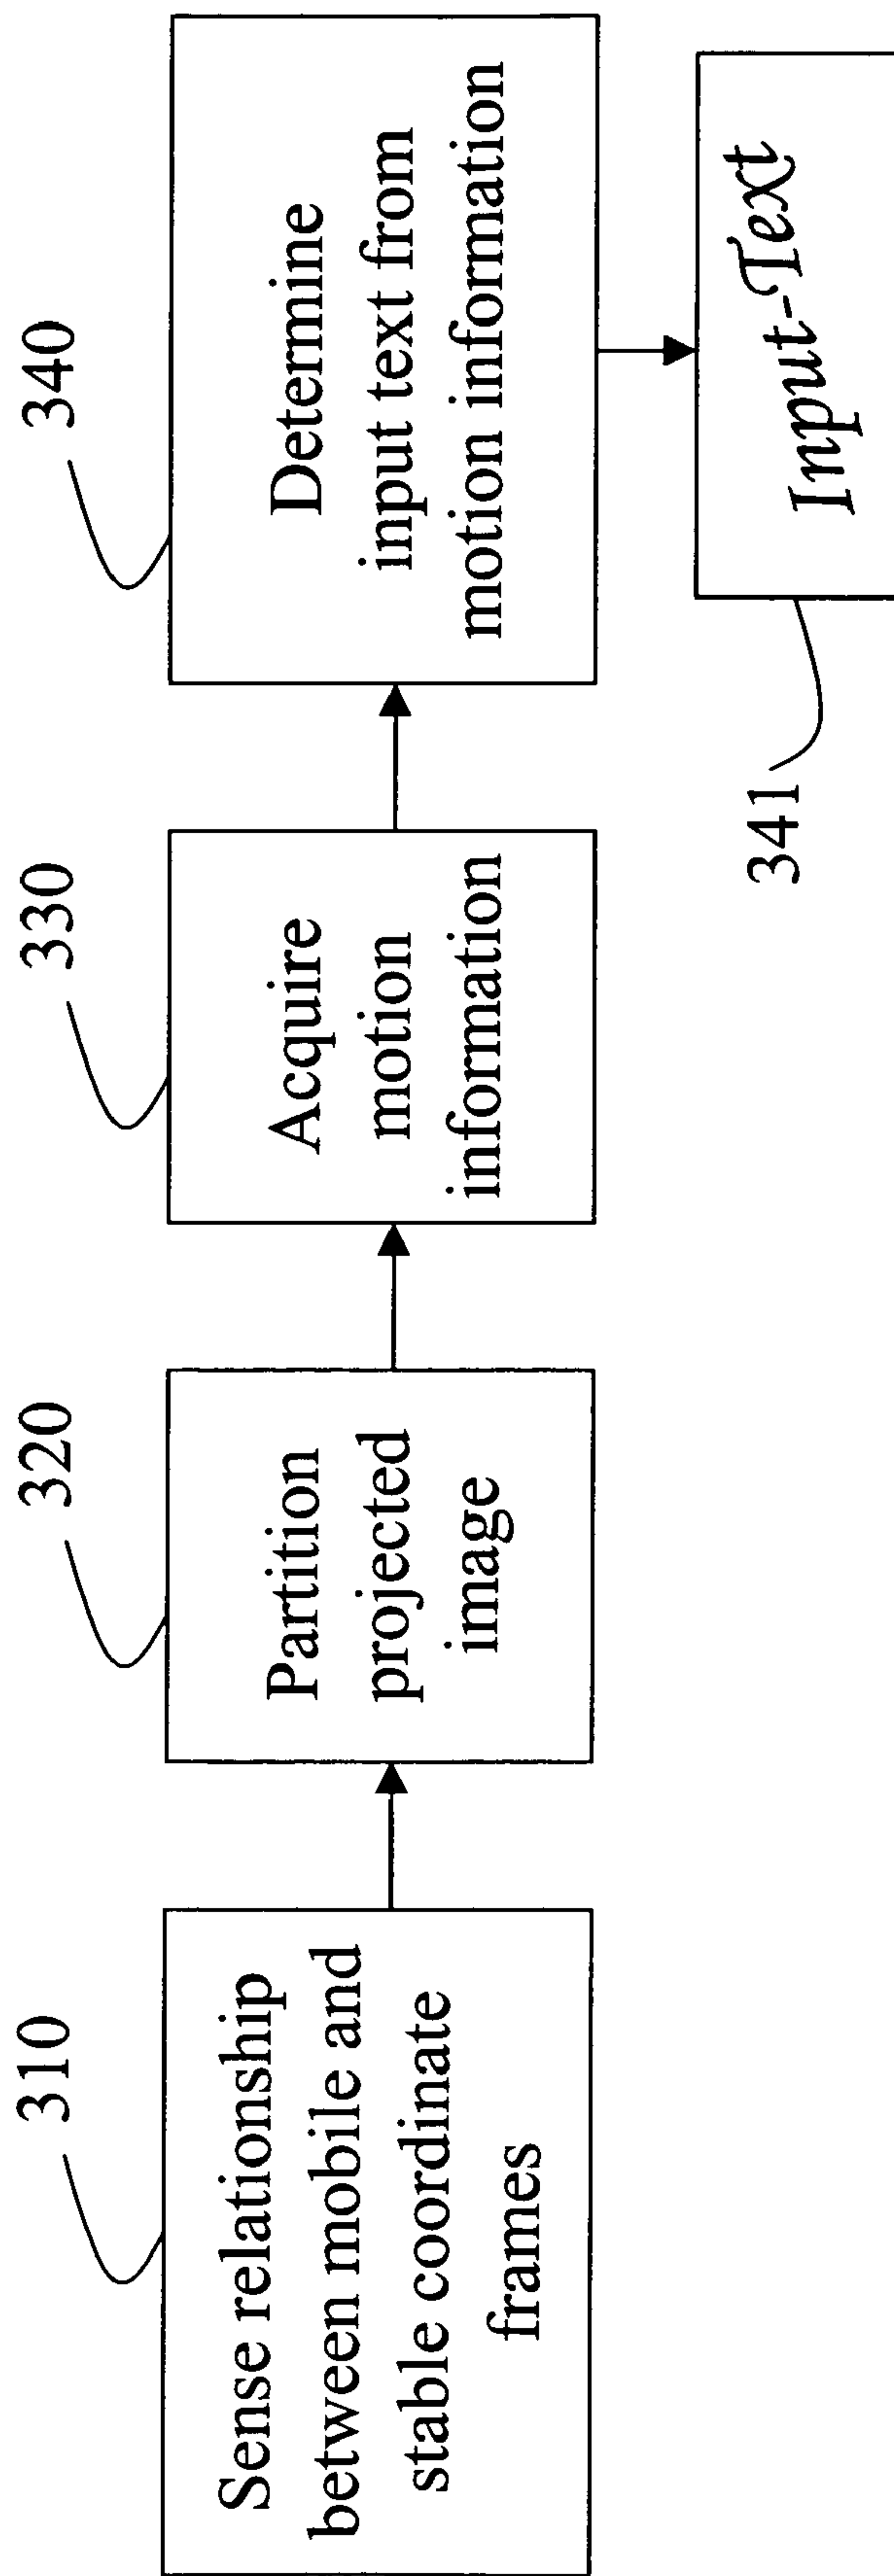 310
Sense relationship
between mobile and
stable coordinate
frames
320
Partition
projected
image
330
Acquire
motion
information
340
Determine
input text from
motion information
341
Input-Text